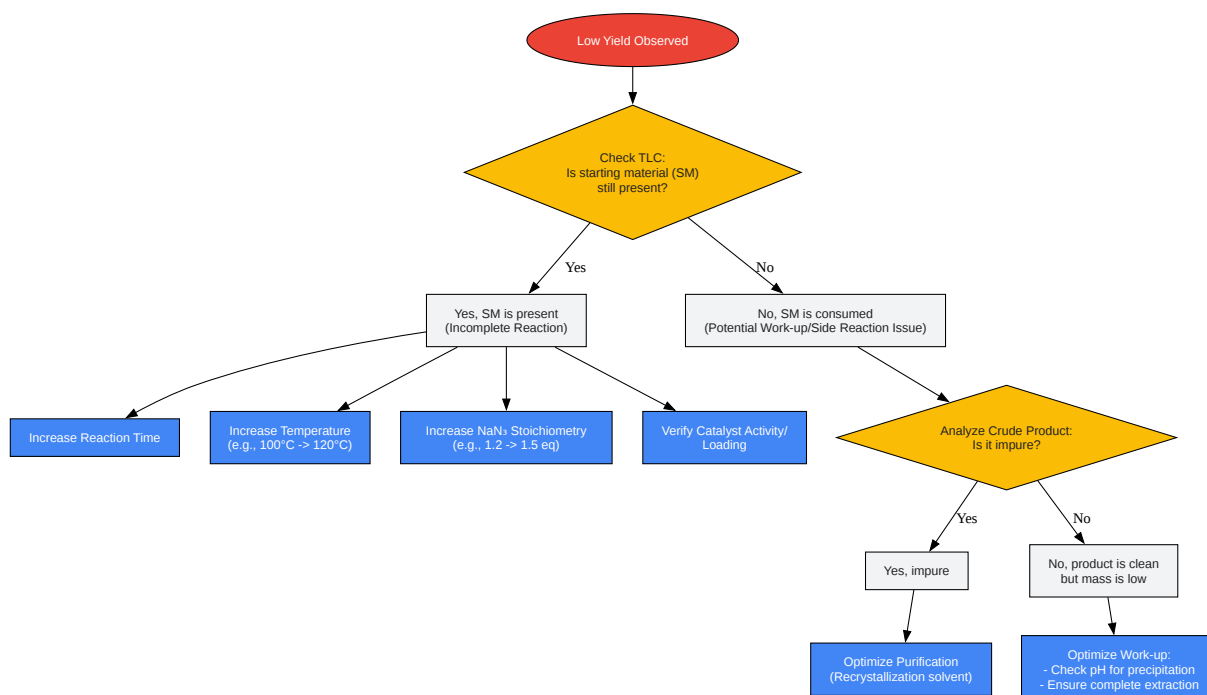 Low Yield Observed
Check TLC:
Is starting material (SM)
still present?
Yes
No
Yes, SM is present
(Incomplete Reaction)
No, SM is consumed
(Potential Work-up/Side Reaction Issue)
Increase Reaction Time
Increase Temperature
(e.g., 100°C -> 120°C)
Increase NaN₃ Stoichiometry
(e.g., 1.2 -> 1.5 eq)
Verify Catalyst Activity/
Loading
Analyze Crude Product:
Is it impure?
Yes
No
Yes, impure
No, product is clean
but mass is low
Optimize Purification
(Recrystallization solvent)
Optimize Work-up:
- Check pH for precipitation
- Ensure complete extraction